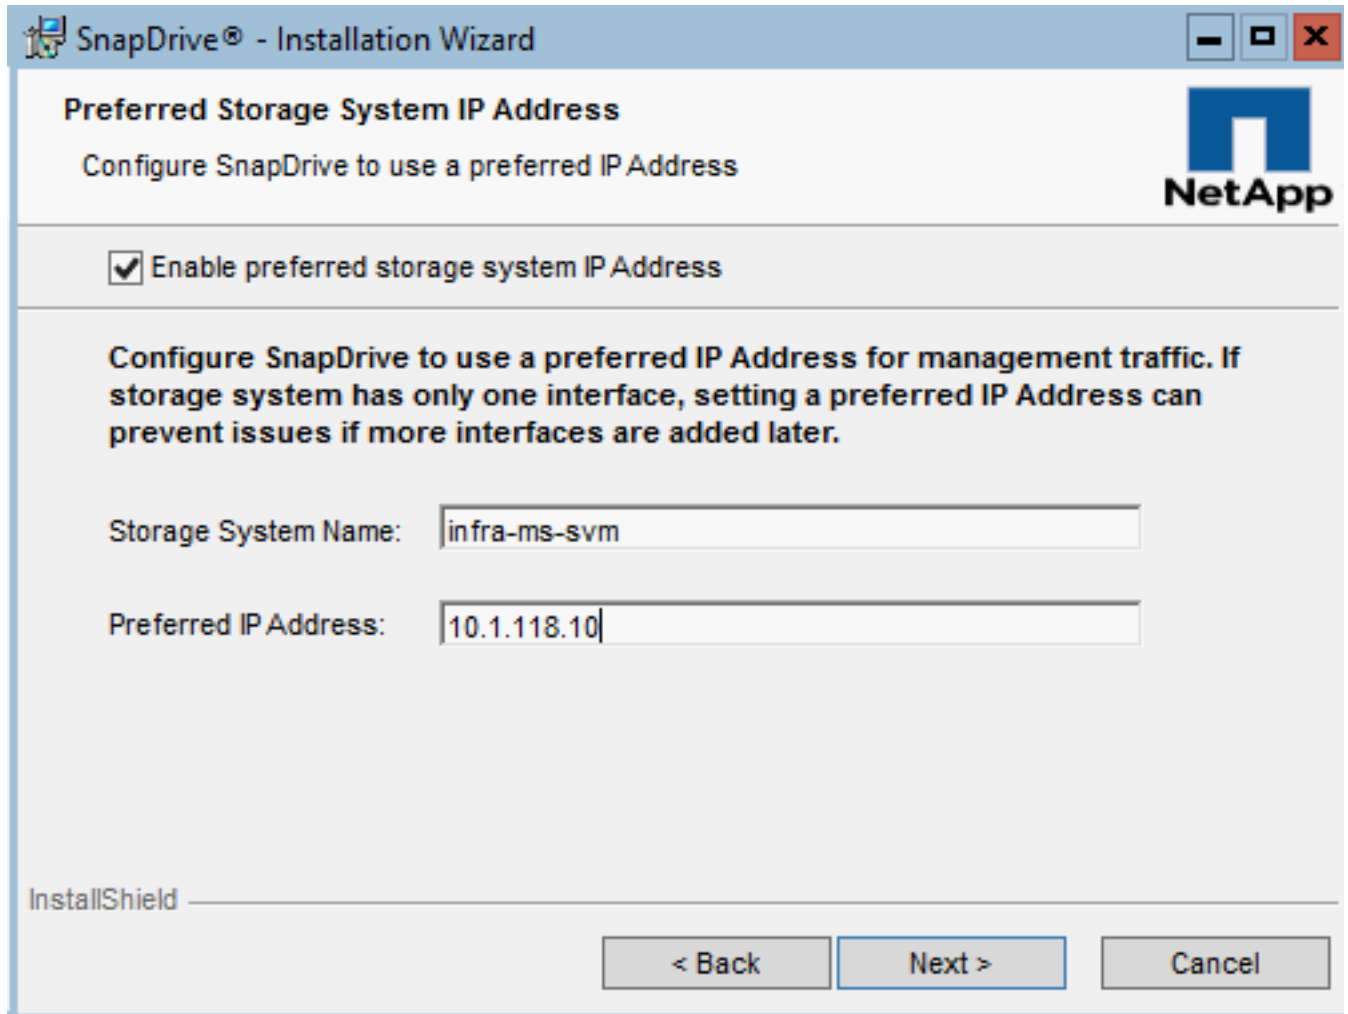 SnapDrive® - Installation Wizard
Preferred Storage System IP Address
Configure SnapDrive to use a preferred IP Address
NetApp
Enable preferred storage system IP Address
Configure SnapDrive to use a preferred IP Address for management traffic. If
storage system has only one interface, setting a preferred IP Address can
prevent issues if more interfaces are added later.
Storage System Name: infra-ms-svm
Preferred IP Address: 10.1.118.10
InstallShield
< Back Next > Cancel